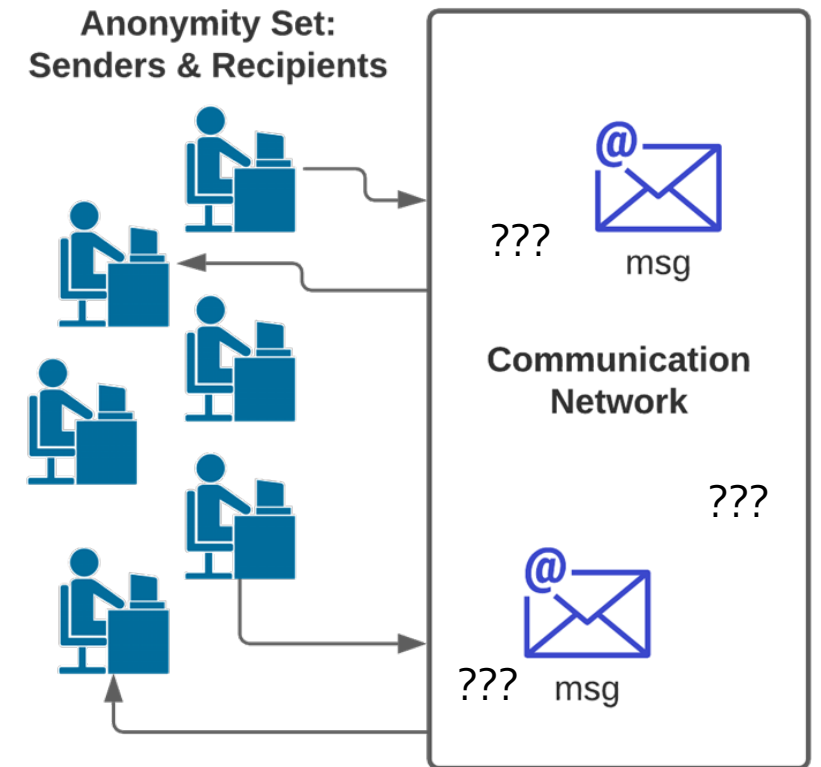 Anonymity Set:
Senders & Recipients
@
???
msg
Communication
Network
???
@
???
msg